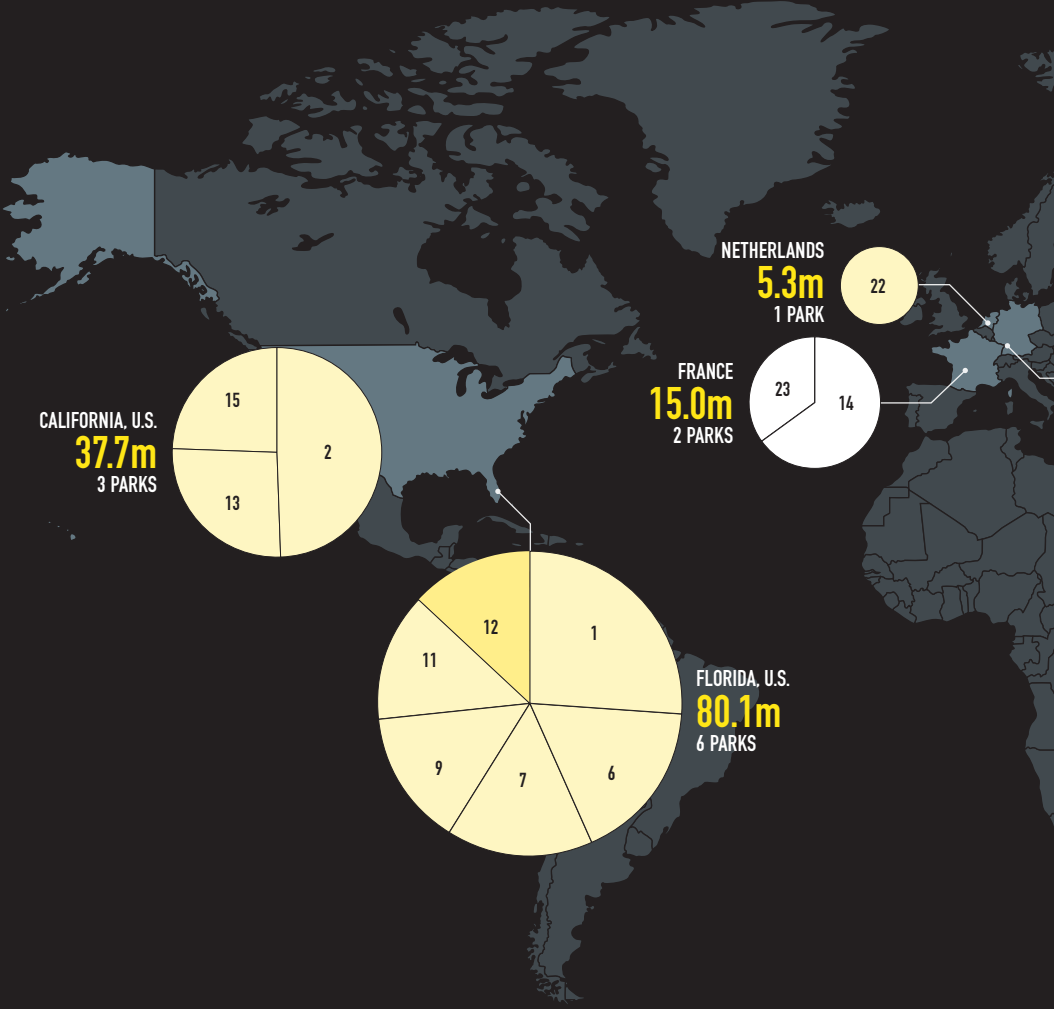 NETHERLANDS
5.3m
1 PARK
22
FRANCE
15.0m
2 PARKS
23
14
CALIFORNIA, U.S.
37.7m
3 PARKS
15
2
13
12
1
11
6
9
7
FLORIDA, U.S.
80.1m
6 PARKS